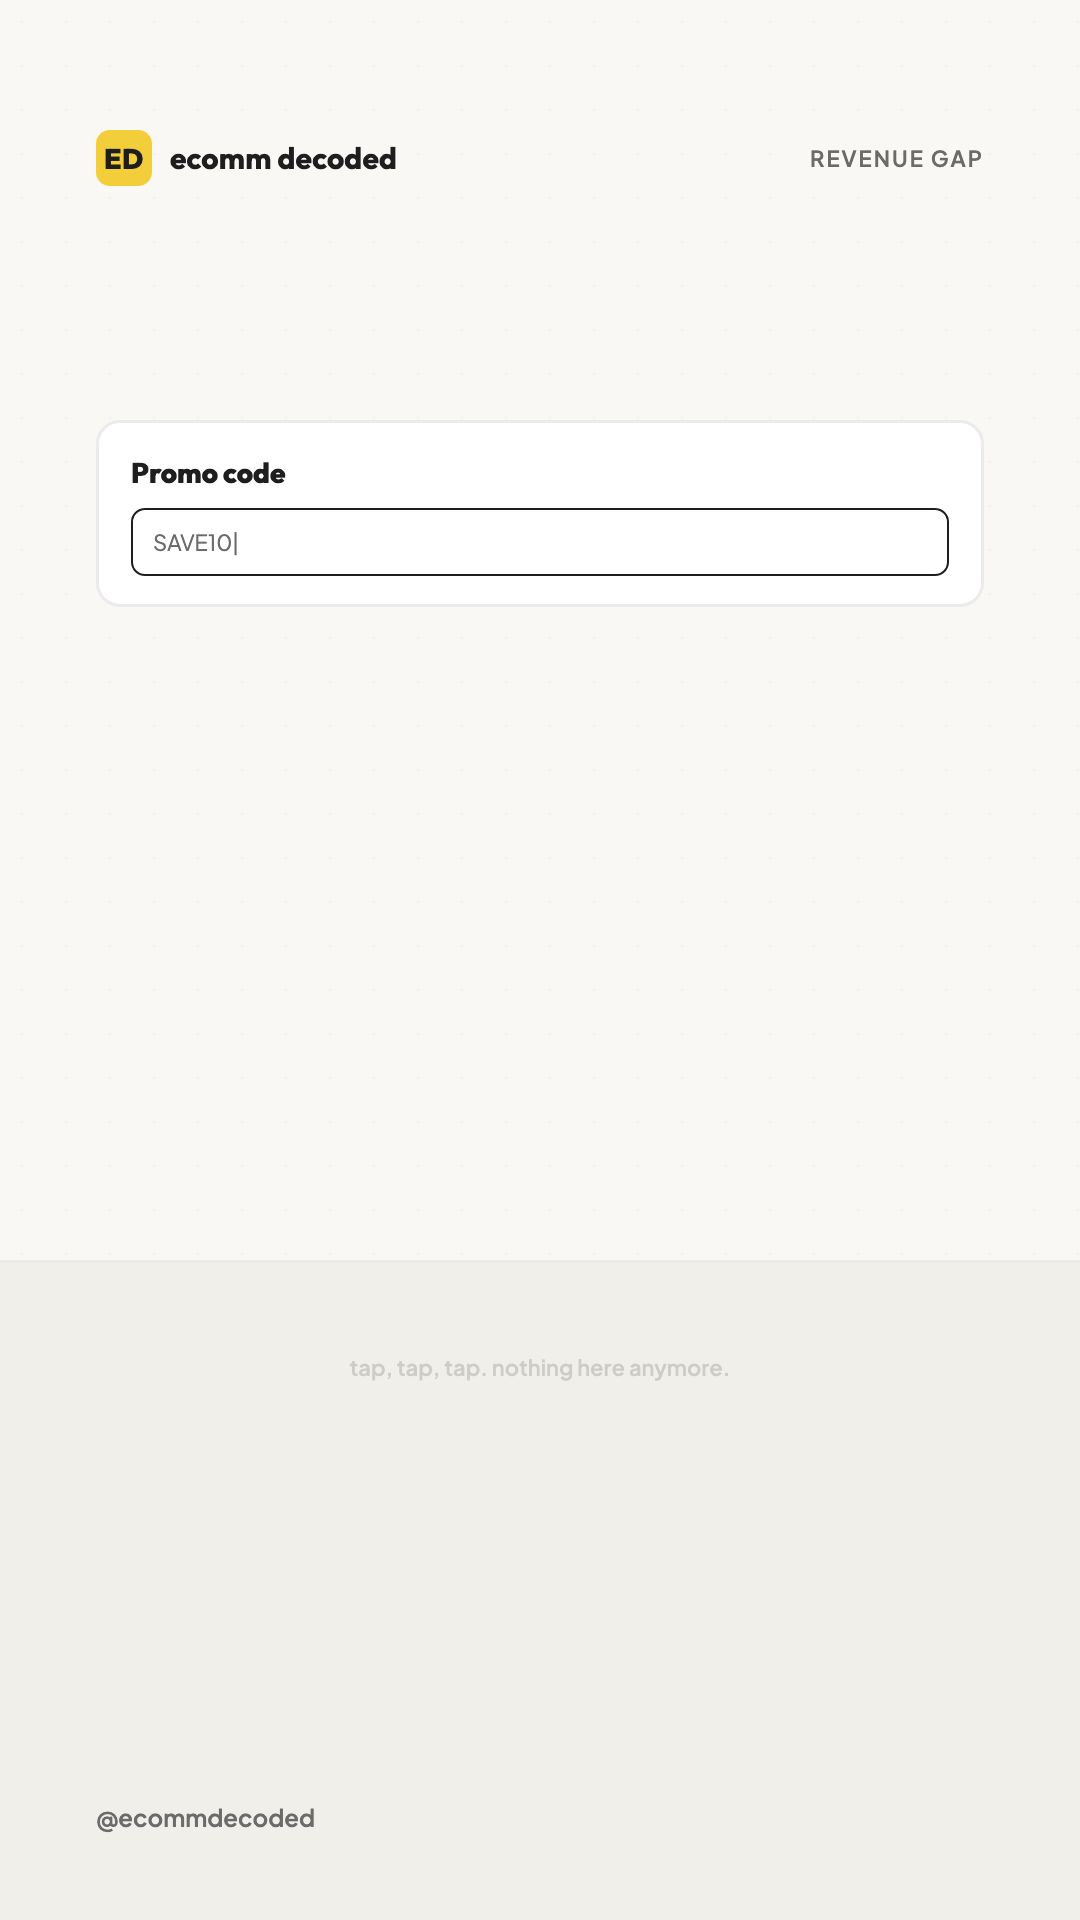 ED ecomm decoded
REVENUE GAP
Promo code
SAVE10|
tap, tap, tap. nothing here anymore.
@ecommdecoded